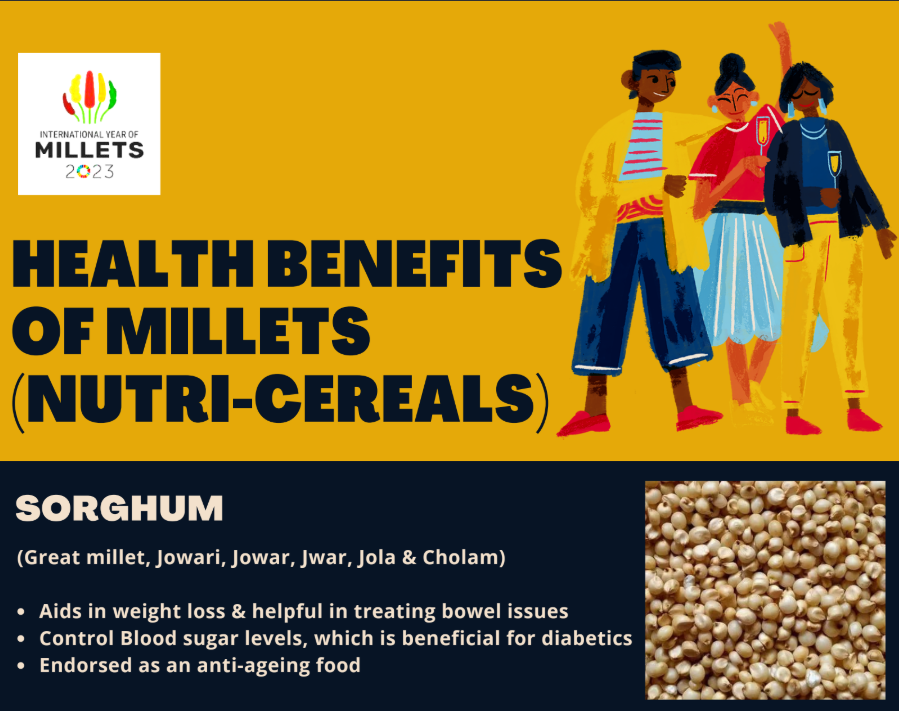 INTERNATIONAL YEAR OF
MILLETS
2023
HEALTH BENEFITS
OF MILLETS
(NUTRI-CEREALS)
SORGHUM
(Great millet, Jowari, Jowar, Jwar, Jola & Cholam)
• Aids in weight loss & helpful in treating bowel issues
• Control Blood sugar levels, which is beneficial for diabetics
• Endorsed as an anti-ageing food